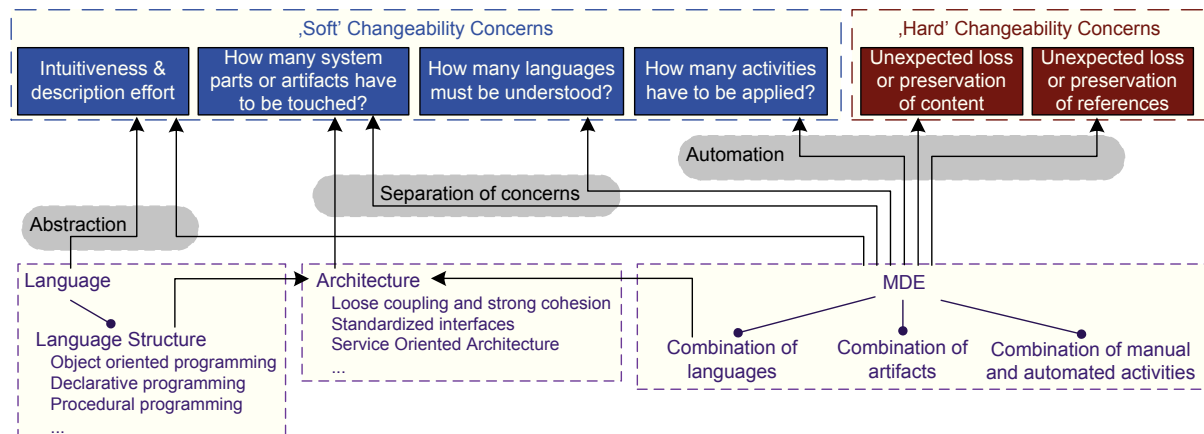 ‚Soft’ Changeability Concerns
Intuitiveness &
description effort
How many system
parts or artifacts have
to be touched?
How many languages
must be understood?
How many activities
have to be applied?
‚Hard’ Changeability Concerns
Unexpected loss
or preservation
of content
Unexpected loss
or preservation
of references
Automation
Separation of concerns
Abstraction
Language
Language Structure
Object oriented programming
Declarative programming
Procedural programming
...
Architecture
Loose coupling and strong cohesion
Standardized interfaces
Service Oriented Architecture
...
MDE
Combination of
languages
Combination of
artifacts
Combination of manual
and automated activities